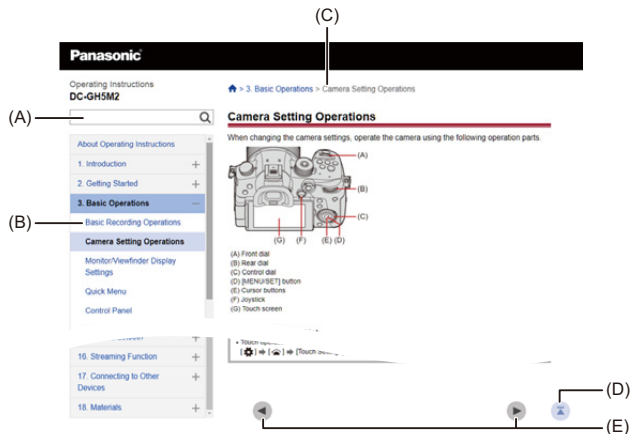 (C)
Panasonic
Operating Instructions
DC-GH5M2
> 3. Basic Operations > Camera Setting Operations
(A)
Camera Setting Operations
About Operating Instructions
When changing the camera settings, operate the camera using the following operation parts.
1. Introduction
2. Getting Started
3. Basic Operations
(B)
Basic Recording Operations
Camera Setting Operations
Monitor/Viewfinder Display
Settings
Quick Menu
Control Panel
(A)
(B)
(C)
(G) (F) (E) (D)
(A) Front dial
(B) Rear dial
(C) Control dial
(D) [MENU/SET] button
(E) Cursor buttons
(F) Joystick
(G) Touch screen
16. Streaming Function
17. Connecting to Other
Devices
18. Materials
[ ] ➡ [ ] ➡ [Touch
(D)
(E)